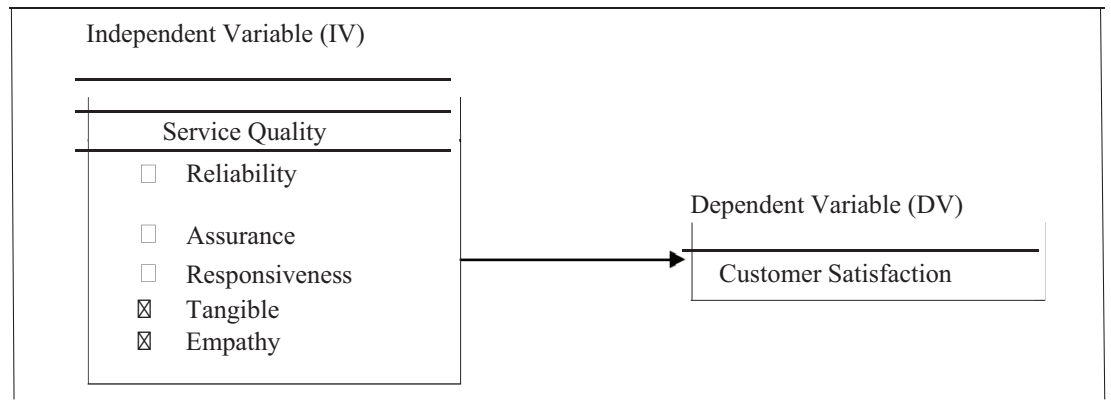 Independent Variable (IV)
Service Quality
☐ Reliability
☐ Assurance
☐ Responsiveness
☒ Tangible
☒ Empathy
Dependent Variable (DV)
Customer Satisfaction